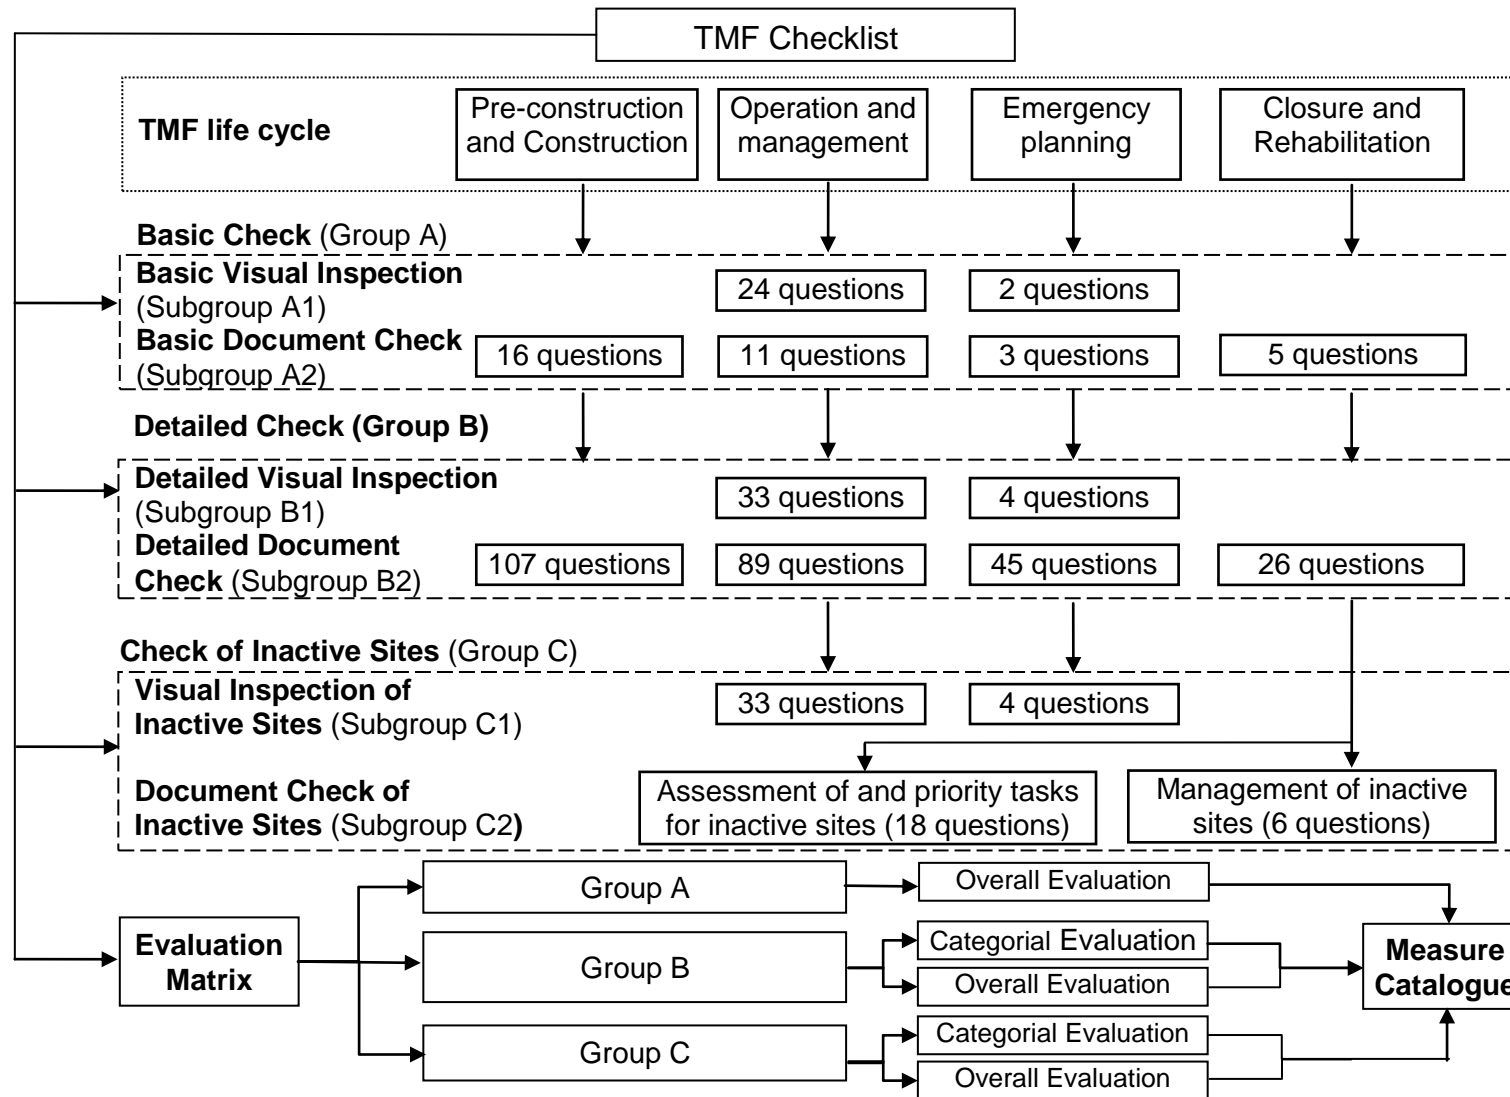 TMF Checklist
TMF life cycle
Pre-construction
and Construction
Operation and
management
Emergency
planning
Closure and
Rehabilitation
Basic Check (Group A)
Basic Visual Inspection
(Subgroup A1)
24 questions
2 questions
Basic Document Check
(Subgroup A2)
16 questions
11 questions
3 questions
5 questions
Detailed Check (Group B)
Detailed Visual Inspection
(Subgroup B1)
33 questions
4 questions
Detailed Document
Check (Subgroup B2)
107 questions
89 questions
45 questions
26 questions
Check of Inactive Sites (Group C)
Visual Inspection of
Inactive Sites (Subgroup C1)
33 questions
4 questions
Document Check of
Inactive Sites (Subgroup C2)
Assessment of and priority tasks
for inactive sites (18 questions)
Management of inactive
sites (6 questions)
Evaluation
Matrix
Group A
Overall Evaluation
Group B
Categorial Evaluation
Overall Evaluation
Group C
Categorial Evaluation
Overall Evaluation
Measure
Catalogue